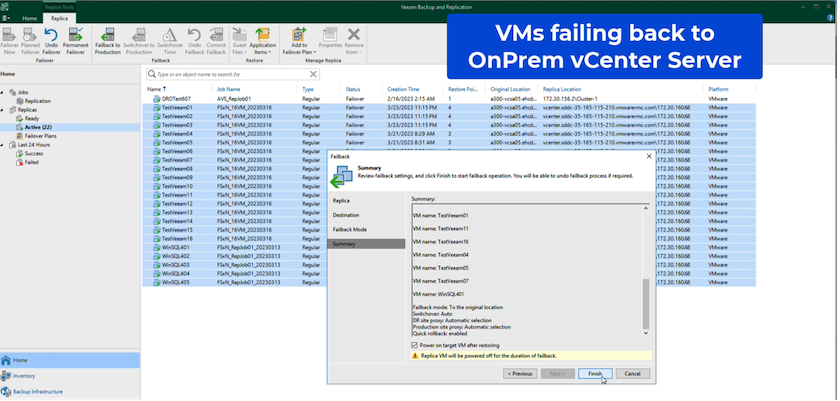 Replica Tools
Veeam Backup and Replication
Home
Replica
Failover Now
Planned Failover
Undo Failover
Permanent Failover
Failback to Production
Switchover to Production
Switchover Time
Undo Failback
Commit Failback
Guest Files
Application Items
Add to Failover Plan
Properties
Remove from
Failover
Failback
Restore
Manage Replica
VMs failing back to
OnPrem vCenter Server
Home
Type in an object name to search for
Jobs
Replication
Replicas
Ready
Active (22)
Failover Plans
Last 24 Hours
Success
Failed
Name Job Name Type Status Creation Time Restore Poi... Original Location Replica Location Platform
DROTest607 AVS_RepJob01 Regular Failover 2/16/2023 2:15 AM 1 a300-vcsa05.ehcd... 172.30.156.2\Cluster-1 VMware
TestVeeam01 FSxN_16VM_20230316 Regular Failover 3/21/2023 11:15 PM 4 a300-vcsa05.ehcd... vcenter.sddc-35-165-115-210.vmwarevmc.com\172.30.160.68 VMware
TestVeeam02 FSxN_16VM_20230316 Regular Failover 3/21/2023 11:15 PM 4 a300-vcsa05.ehcd... vcenter.sddc-35-165-115-210.vmwarevmc.com\172.30.160.68 VMware
TestVeeam03 FSxN_16VM_20230316 Regular Failover 3/21/2023 11:15 PM 4 a300-vcsa05.ehcd... vcenter.sddc-35-165-115-210.vmwarevmc.com\172.30.160.68 VMware
TestVeeam04 FSxN_16VM_20230316 Regular Failover 3/21/2023 8:29 AM 3 a300-vcsa05.ehcd... vcenter.sddc-35-165-115-210.vmwarevmc.com\172.30.160.68 VMware
TestVeeam05 FSxN_16VM_20230316 Regular Failover 3/21/2023 11:15 PM 4 a300-vcsa05.ehcd... vcenter.sddc-35-165-115-210.vmwarevmc.com\172.30.160.68 VMware
TestVeeam06 FSxN_16VM_20230316 Regular 172.30.160.68 VMware
TestVeeam07 FSxN_16VM_20230316 Regular 172.30.160.68 VMware
TestVeeam08 FSxN_16VM_20230316 Regular 172.30.160.68 VMware
TestVeeam09 FSxN_16VM_20230316 Regular 172.30.160.68 VMware
TestVeeam10 FSxN_16VM_20230316 Regular 172.30.160.68 VMware
TestVeeam11 FSxN_16VM_20230316 Regular 172.30.160.68 VMware
TestVeeam12 FSxN_16VM_20230316 Regular 172.30.160.68 VMware
TestVeeam13 FSxN_16VM_20230316 Regular 172.30.160.68 VMware
TestVeeam14 FSxN_16VM_20230316 Regular 172.30.160.68 VMware
TestVeeam15 FSxN_16VM_20230316 Regular 172.30.160.68 VMware
TestVeeam16 FSxN_16VM_20230316 Regular 172.30.160.68 VMware
WinSQL401 FSxN_RepJob01_20230313 Regular 172.30.160.68 VMware
WinSQL402 FSxN_RepJob01_20230313 Regular 172.30.160.68 VMware
WinSQL403 FSxN_RepJob01_20230313 Regular 172.30.160.68 VMware
WinSQL404 FSxN_RepJob01_20230313 Regular 172.30.160.68 VMware
WinSQL405 FSxN_RepJob01_20230313 Regular 172.30.160.68 VMware
Failback
Summary
Review failback settings, and click Finish to start failback operation. You will be able to undo failback process if required.
Replica
Destination
Failback Mode
Summary
Summary:
VM name: TestVeeam01
VM name: TestVeeam11
VM name: TestVeeam16
VM name: TestVeeam04
VM name: TestVeeam05
VM name: TestVeeam07
VM name: WinSQL401
Failback mode: To the original location
Switchover: Auto
DR site proxy: Automatic selection
Production site proxy: Automatic selection
Quick rollback: enabled
Power on target VM after restoring
Replica VM will be powered off for the duration of failback.
< Previous
Next >
Finish
Cancel
Home
Inventory
Backup Infrastructure